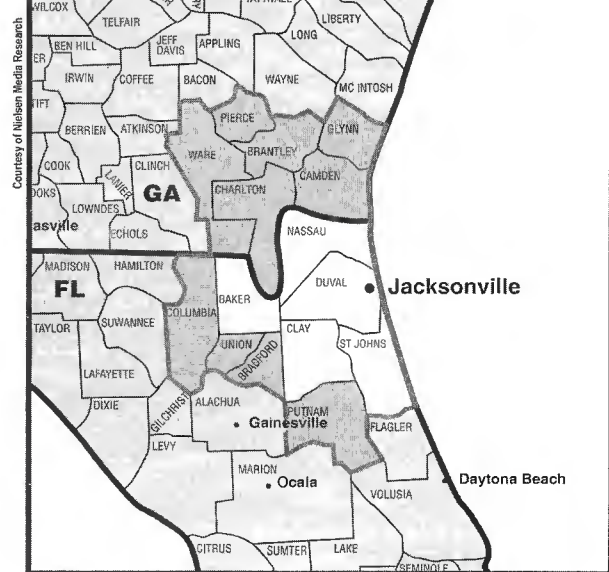 Courtesy of Nielsen Media Research
WILCOX
TELFAIR
LIBERTY
LONG
BEN HILL
JEFF
DAVIS
APPLING
IRWIN
COFFEE
BACON
WAYNE
MC INTOSH
TIFT
PIERCE
BERRIEN
ATKINSON
GLYNN
WARE
BRANTLEY
COOK
CLINCH
CAMDEN
LANIER
GA
CHARLTON
OOKS
LOWNDES
asville
ECHOLS
NASSAU
MADISON
HAMILTON
FL
DUVAL
Jacksonville
BAKER
COLUMBIA
TAYLOR
SUWANNEE
CLAY
ST JOHNS
UNION
BRADFORD
LAFAYETTE
DIXIE
GILCHRIST
ALACHUA
PUTNAM
Gainesville
FLAGLER
LEVY
MARION
Ocala
Daytona Beach
VOLUSIA
CITRUS
SUMTER
LAKE
SEMINOLE